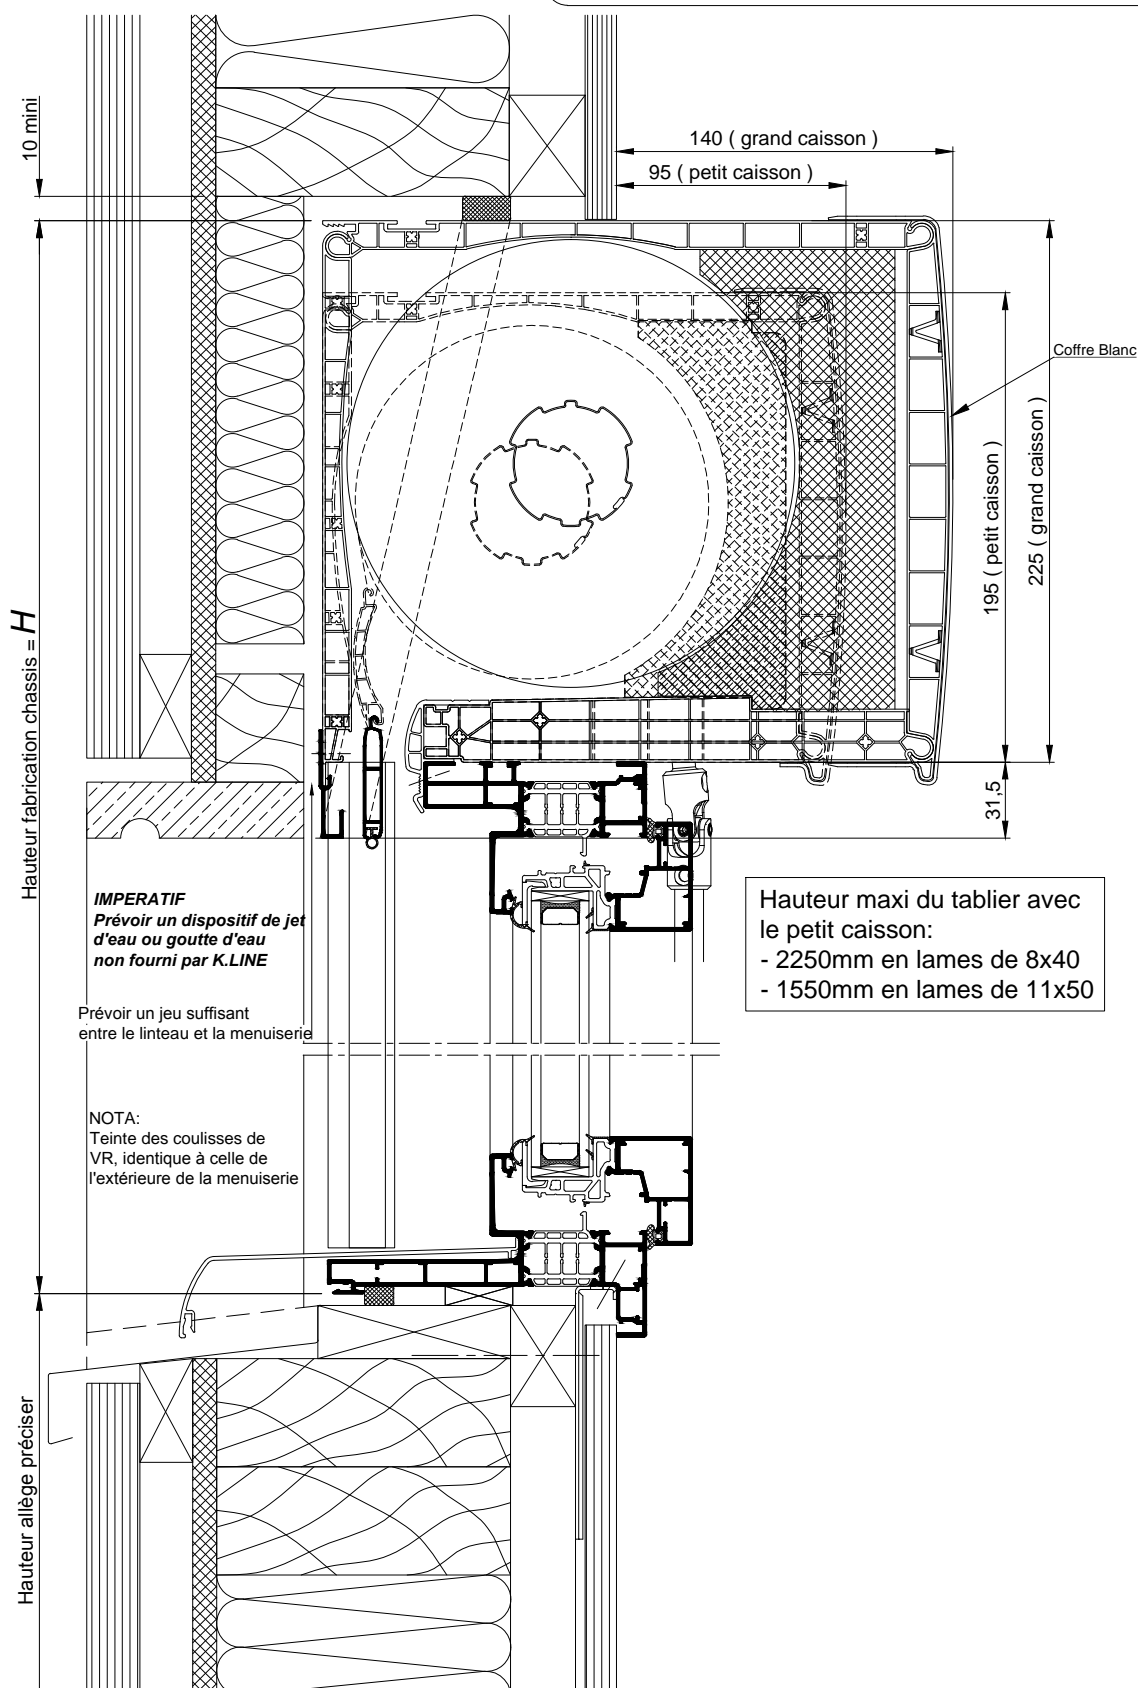 10 mini
140 ( grand caisson )
95 ( petit caisson )
Coffre Blanc
195 ( petit caisson )
225 ( grand caisson )
31,5
Hauteur fabrication chassis = H
IMPERATIF
Prévoir un dispositif de jet
d'eau ou goutte d'eau
non fourni par K.LINE
Hauteur maxi du tablier avec
le petit caisson:
- 2250mm en lames de 8x40
- 1550mm en lames de 11x50
Prévoir un jeu suffisant
entre le linteau et la menuiserie
NOTA:
Teinte des coulisses de
VR, identique à celle de
l'extérieure de la menuiserie
Hauteur allège préciser